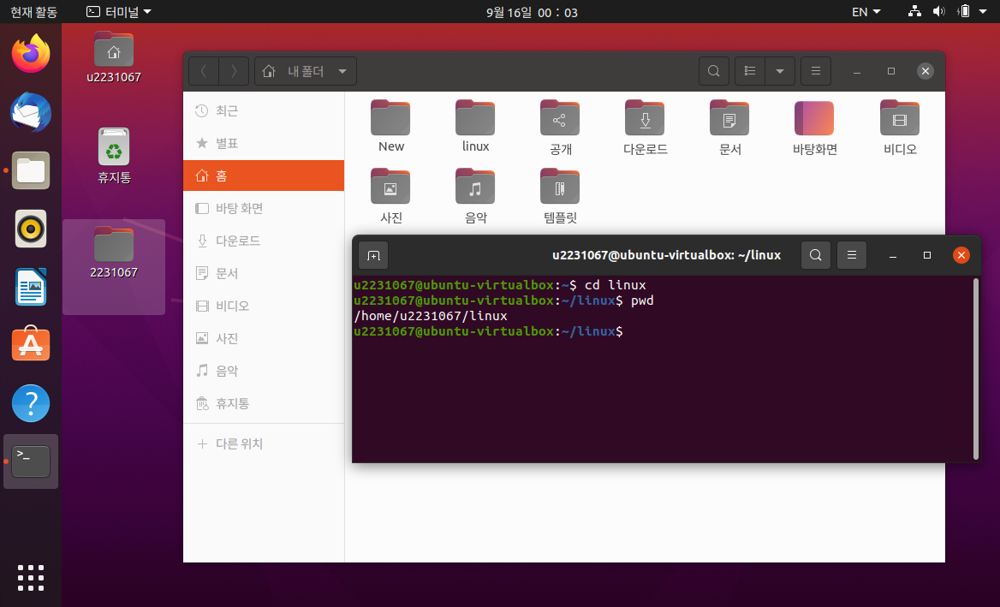 현재 활동
터미널
9월 16일 00 : 03
EN
u2231067
휴지통
2231067
내 폴더
최근
별표
홈
바탕 화면
다운로드
문서
비디오
사진
음악
휴지통
다른 위치
New linux 공개 다운로드 문서 바탕화면 비디오
사진 음악 템플릿
u2231067@ubuntu-virtualbox: ~/linux
u2231067@ubuntu-virtualbox:~$ cd linux
u2231067@ubuntu-virtualbox:~/linux$ pwd
/home/u2231067/linux
u2231067@ubuntu-virtualbox:~/linux$